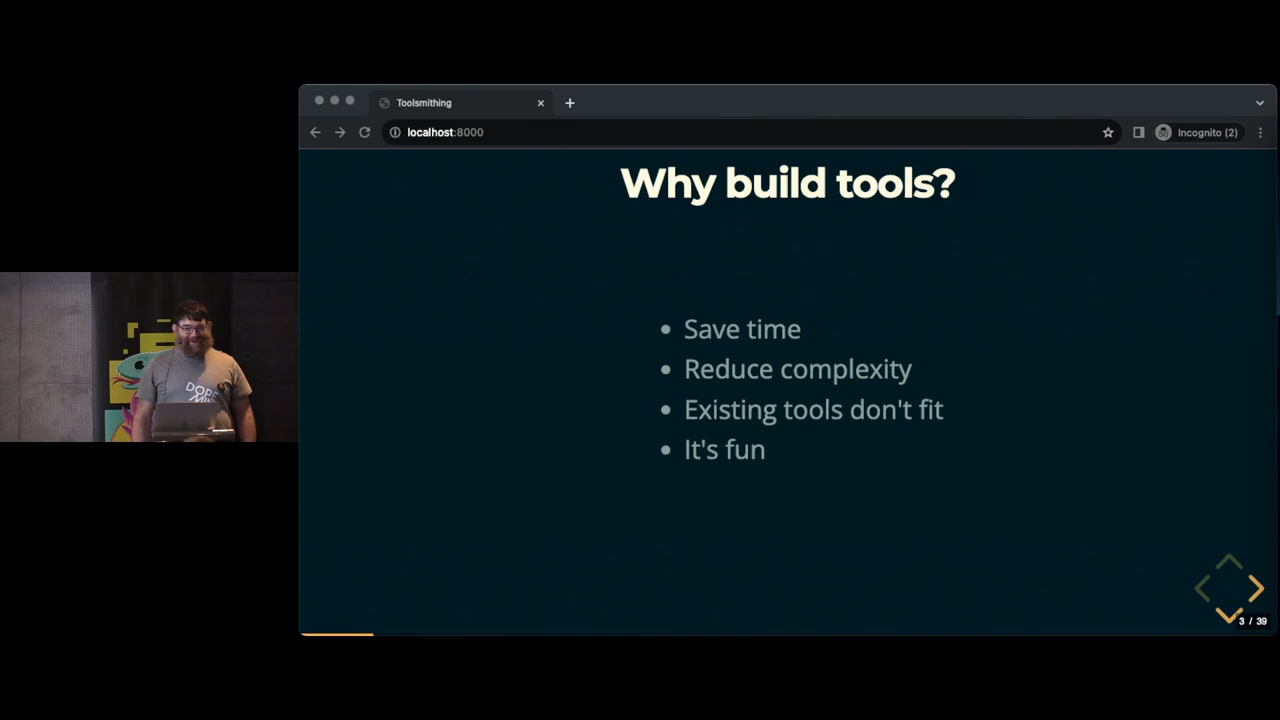 Toolsmithing
localhost:8000
Incognito (2)
Why build tools?
Save time
Reduce complexity
Existing tools don't fit
It's fun
3 / 39